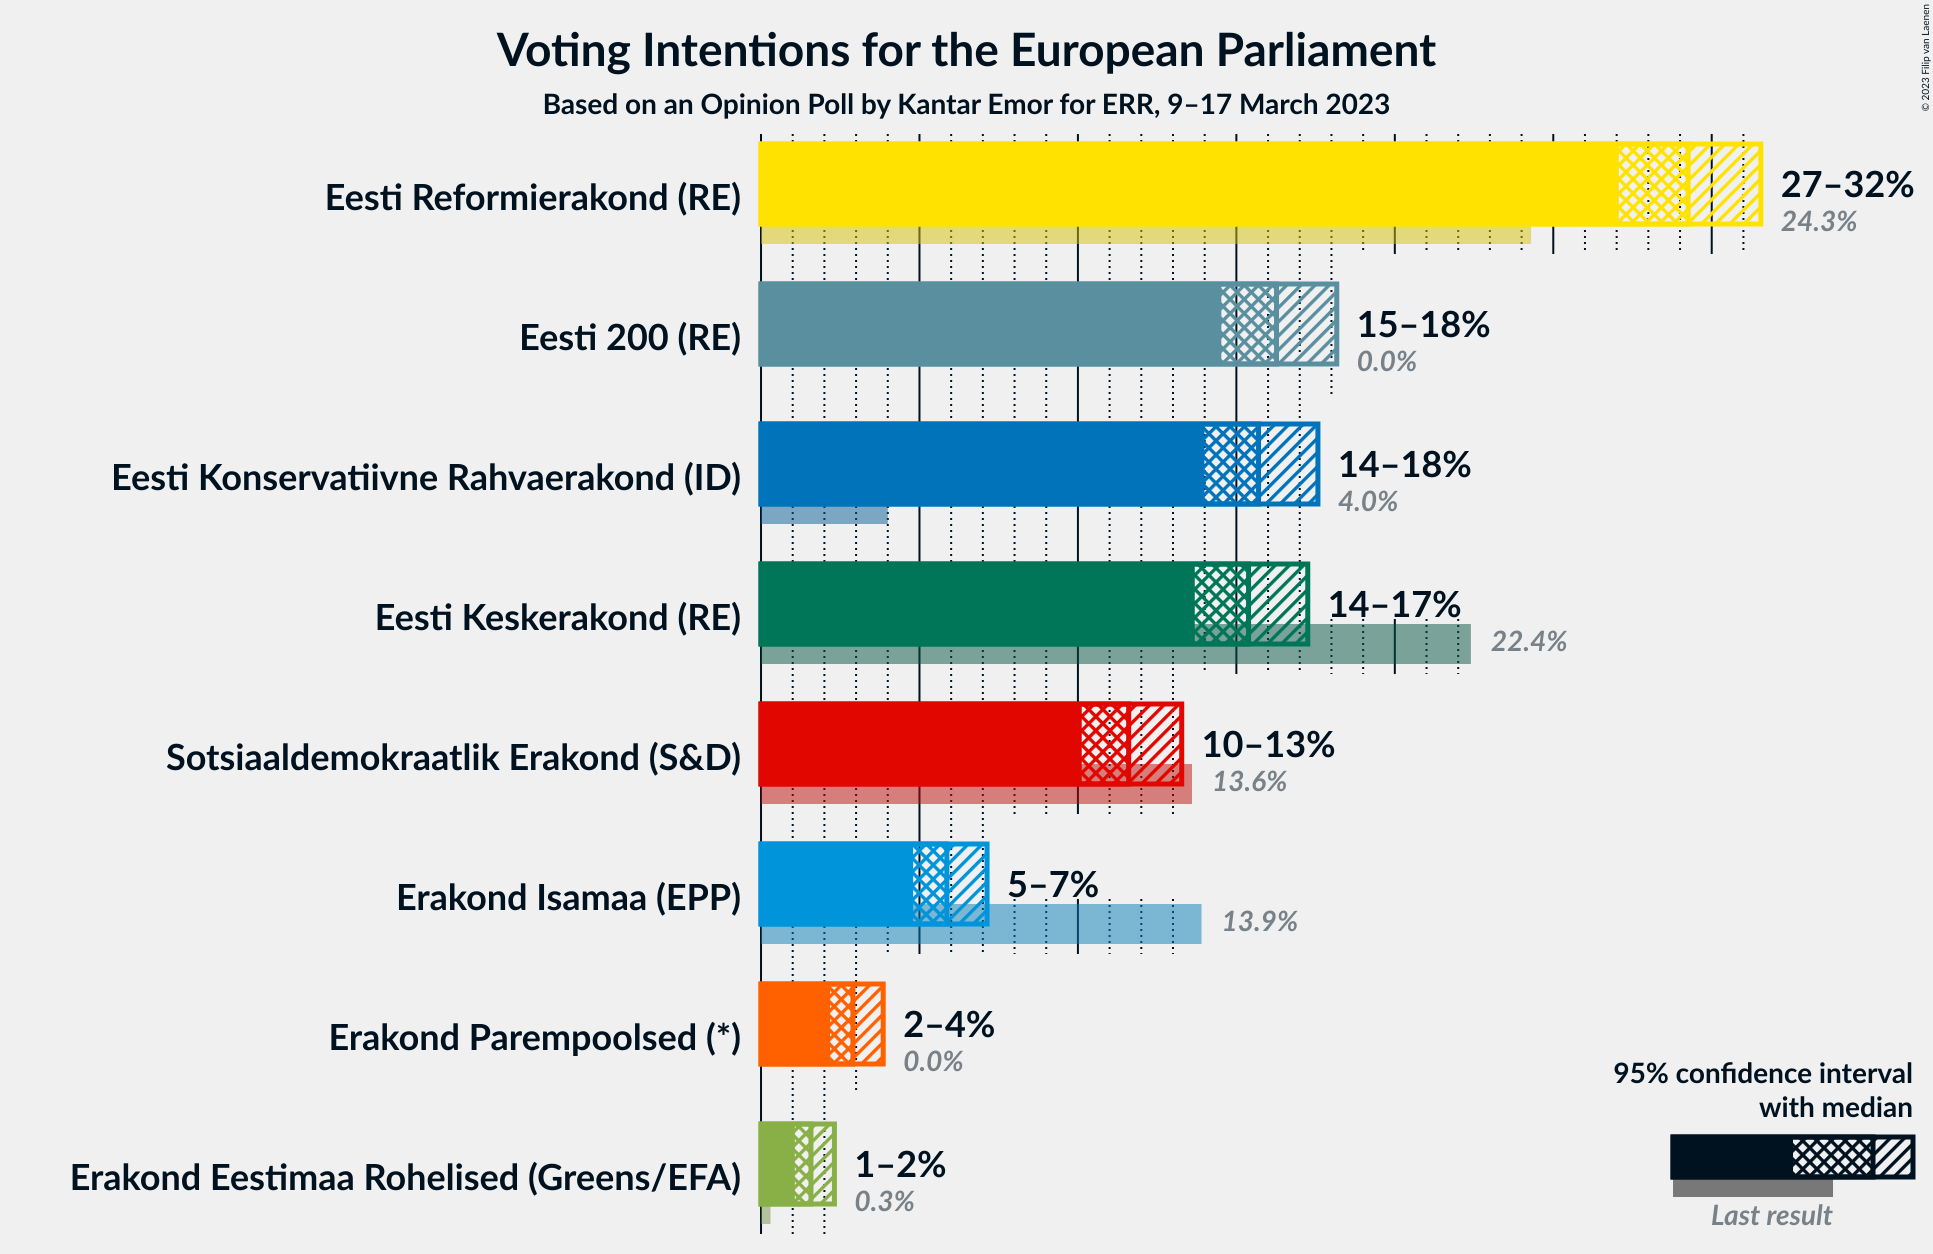 Voting Intentions for the European Parliament
Based on an Opinion Poll by Kantar Emor for ERR, 9–17 March 2023
© 2023 Filip van Laenen
Eesti Reformierakond (RE)
27–32%
24.3%
Eesti 200 (RE)
15–18%
0.0%
Eesti Konservatiivne Rahvaerakond (ID)
14–18%
4.0%
Eesti Keskerakond (RE)
14–17%
22.4%
Sotsiaaldemokraatlik Erakond (S&D)
10–13%
13.6%
Erakond Isamaa (EPP)
5–7%
13.9%
Erakond Parempoolsed (*)
2–4%
0.0%
Erakond Eestimaa Rohelised (Greens/EFA)
1–2%
0.3%
95% confidence interval
with median
Last result